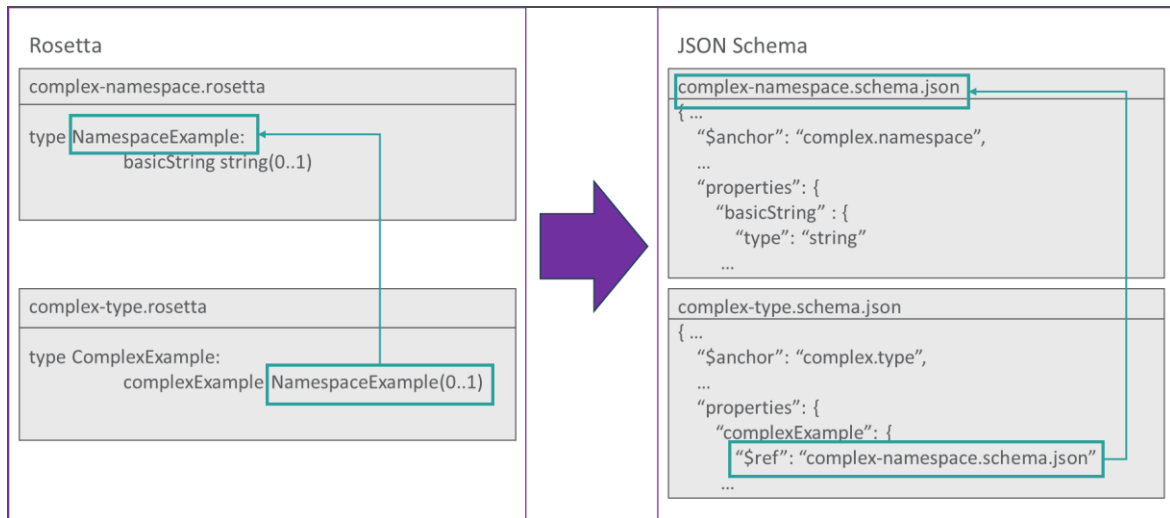 Rosetta
complex-namespace.rosetta
type NamespaceExample:
basicString string(0..1)
complex-type.rosetta
type ComplexExample:
complexExample NamespaceExample(0..1)
JSON Schema
complex-namespace.schema.json
{ ...
“$anchor”: “complex.namespace”,
...
“properties”: {
“basicString” : {
“type”: “string”
...
complex-type.schema.json
{ ...
“$anchor”: “complex.type”,
...
“properties”: {
“complexExample”: {
“$ref”: “complex-namespace.schema.json”
...